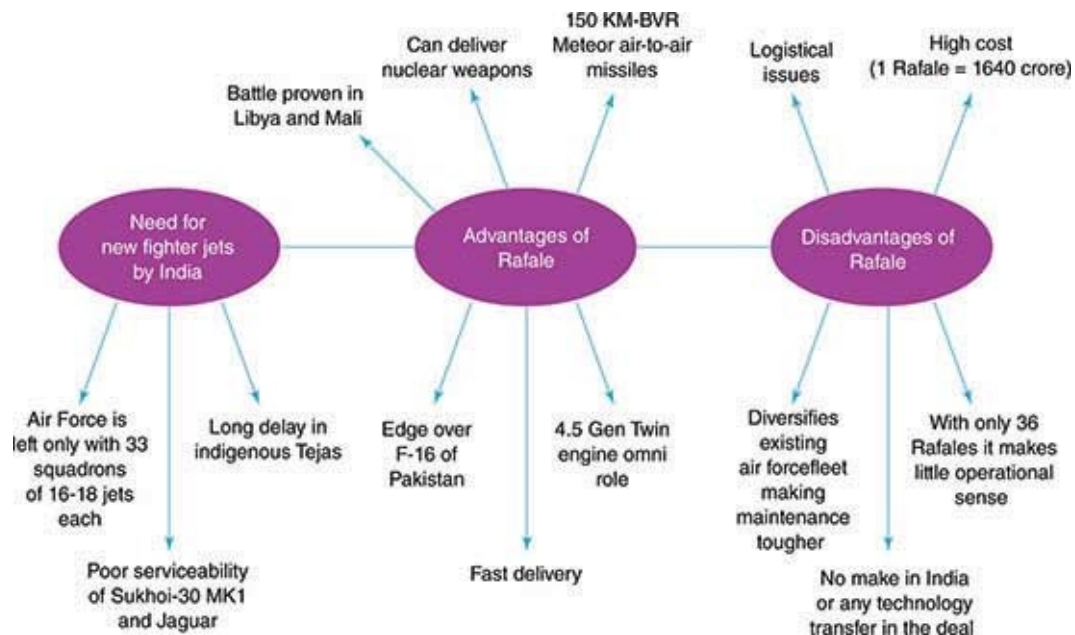 Need for
new fighter jets
by India
Air Force is
left only with 33
squadrons
of 16-18 jets
each
Poor serviceability
of Sukhoi-30 MK1
and Jaguar
Long delay in
indigenous Tejas
Advantages of
Rafale
Battle proven in
Libya and Mali
Can deliver
nuclear weapons
150 KM-BVR
Meteor air-to-air
missiles
Edge over
F-16 of
Pakistan
Fast delivery
4.5 Gen Twin
engine omni
role
Disadvantages of
Rafale
Logistical
issues
High cost
(1 Rafale = 1640 crore)
Diversifies
existing
air forcefleet
making
maintenance
tougher
No make in India
or any technology
transfer in the deal
With only 36
Rafales it makes
little operational
sense